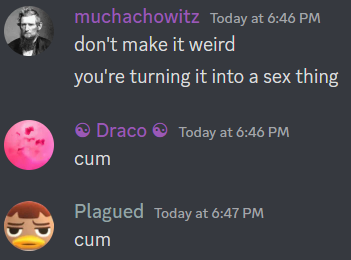 muchachowitz Today at 6:46 PM
don't make it weird
you're turning it into a sex thing
☯ Draco ☯ Today at 6:46 PM
cum
Plagued Today at 6:47 PM
cum